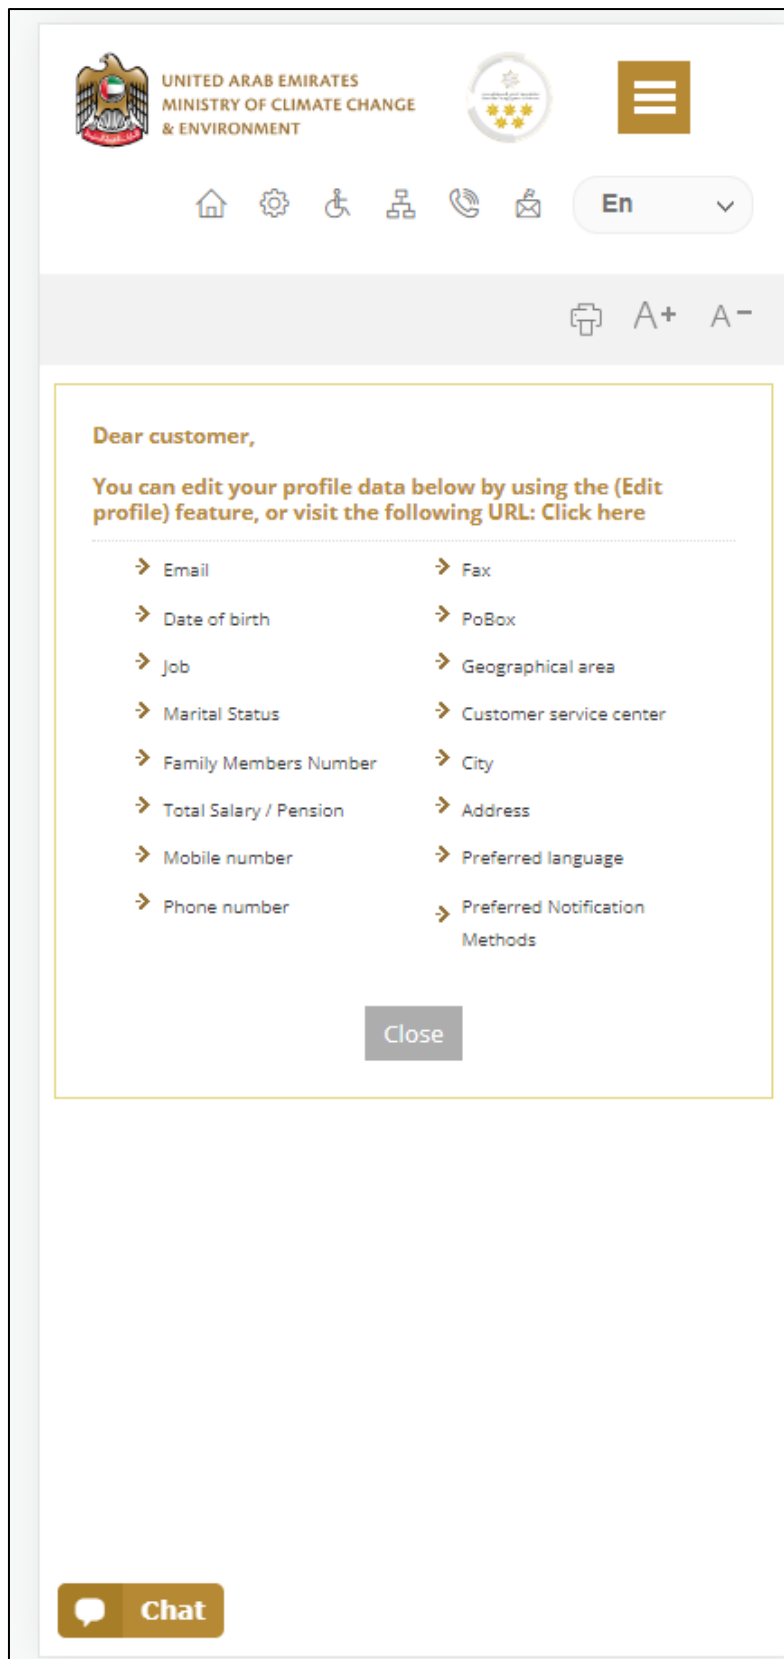 UNITED ARAB EMIRATES
MINISTRY OF CLIMATE CHANGE
& ENVIRONMENT
En
A+ A-
Dear customer,
You can edit your profile data below by using the (Edit
profile) feature, or visit the following URL: Click here
Email
Date of birth
Job
Marital Status
Family Members Number
Total Salary / Pension
Mobile number
Phone number
Fax
PoBox
Geographical area
Customer service center
City
Address
Preferred language
Preferred Notification
Methods
Close
Chat